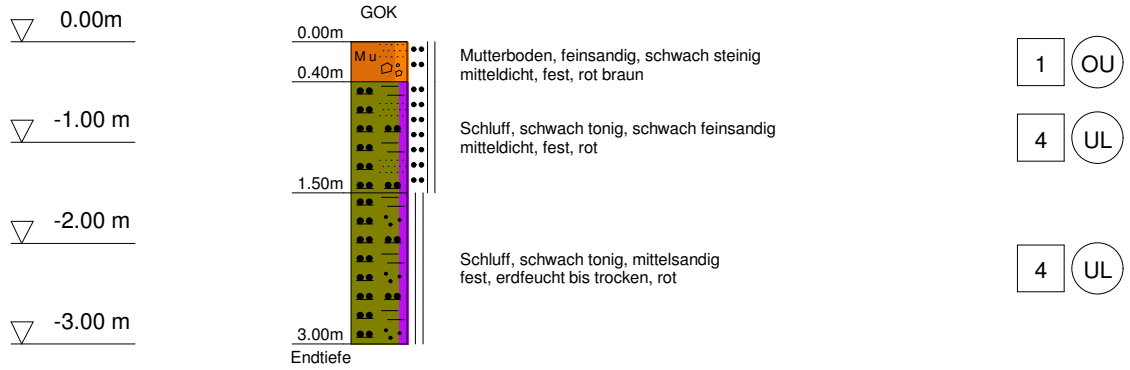 GOK
0.00m
0.00m
Mu
Mutterboden, feinsandig, schwach steinig
mitteldicht, fest, rot braun
1 OU
0.40m
-1.00 m
Schluff, schwach tonig, schwach feinsandig
mitteldicht, fest, rot
4 UL
1.50m
-2.00 m
Schluff, schwach tonig, mittelsandig
fest, erdfeucht bis trocken, rot
4 UL
-3.00 m
3.00m
Endtiefe